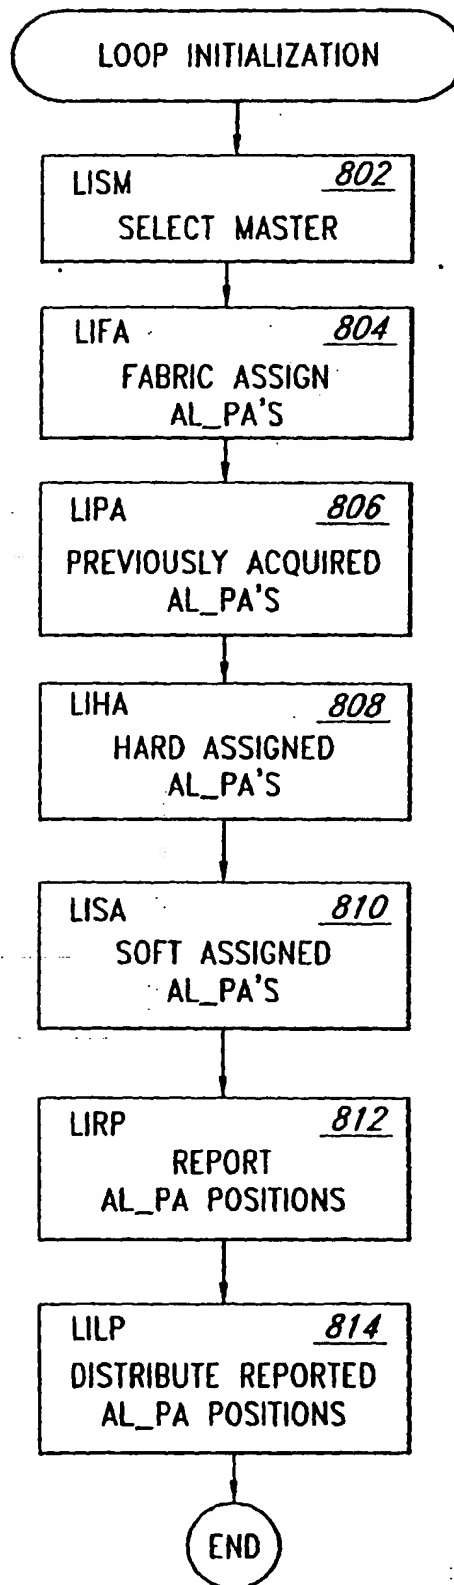 LOOP INITIALIZATION
LISM 802
SELECT MASTER
LIFA 804
FABRIC ASSIGN
AL_PA'S
LIPA 806
PREVIOUSLY ACQUIRED
AL_PA'S
LIHA 808
HARD ASSIGNED
AL_PA'S
LISA 810
SOFT ASSIGNED
AL_PA'S
LIRP 812
REPORT
AL_PA POSITIONS
LILP 814
DISTRIBUTE REPORTED
AL_PA POSITIONS
END